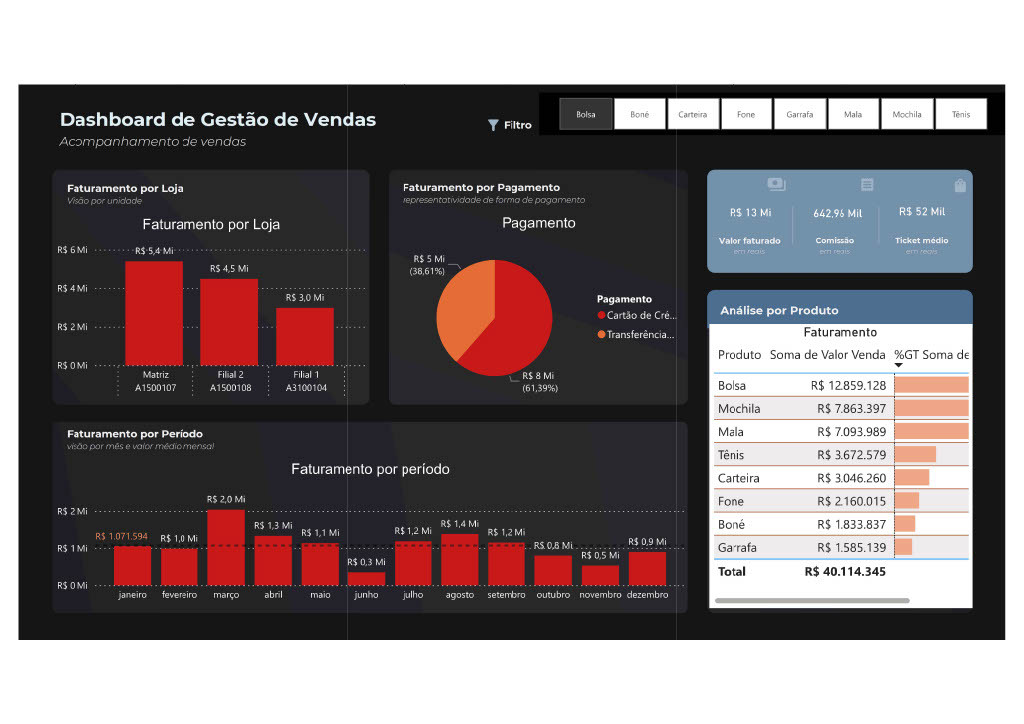 Dashboard de Gestão de Vendas
Acompanhamento de vendas
Filtro
Bolsa Boné Carteira Fone Garrafa Mala Mochila Tênis
Faturamento por Loja
Visão por unidade
Faturamento por Loja
R$ 6 Mi
R$ 4 Mi
R$ 2 Mi
R$ 0 Mi
R$ 5,4 Mi
R$ 4,5 Mi
R$ 3,0 Mi
Matriz Filial 2 Filial 1
A1500107 A1500108 A3100104
Faturamento por Pagamento
representatividade de forma de pagamento
Pagamento
R$ 5 Mi
(38,61%)
R$ 8 Mi
(61,39%)
Pagamento
Cartão de Cré...
Transferência...
R$ 13 Mi 642,96 Mil R$ 52 Mil
Valor faturado Comissão Ticket médio
em reais em reais em reais
Análise por Produto
Faturamento
Produto Soma de Valor Venda %GT Soma de
Bolsa R$ 12.859.128
Mochila R$ 7.863.397
Mala R$ 7.093.989
Tênis R$ 3.672.579
Carteira R$ 3.046.260
Fone R$ 2.160.015
Boné R$ 1.833.837
Garrafa R$ 1.585.139
Total R$ 40.114.345
Faturamento por Período
visão por mês e valor médio mensal
Faturamento por período
R$ 2 Mi
R$ 1 Mi
R$ 0 Mi
R$ 1.071.594
R$ 1,0 Mi
R$ 2,0 Mi
R$ 1,3 Mi
R$ 1,1 Mi
R$ 0,3 Mi
R$ 1,2 Mi
R$ 1,4 Mi
R$ 1,2 Mi
R$ 0,8 Mi
R$ 0,5 Mi
R$ 0,9 Mi
janeiro fevereiro março abril maio junho julho agosto setembro outubro novembro dezembro